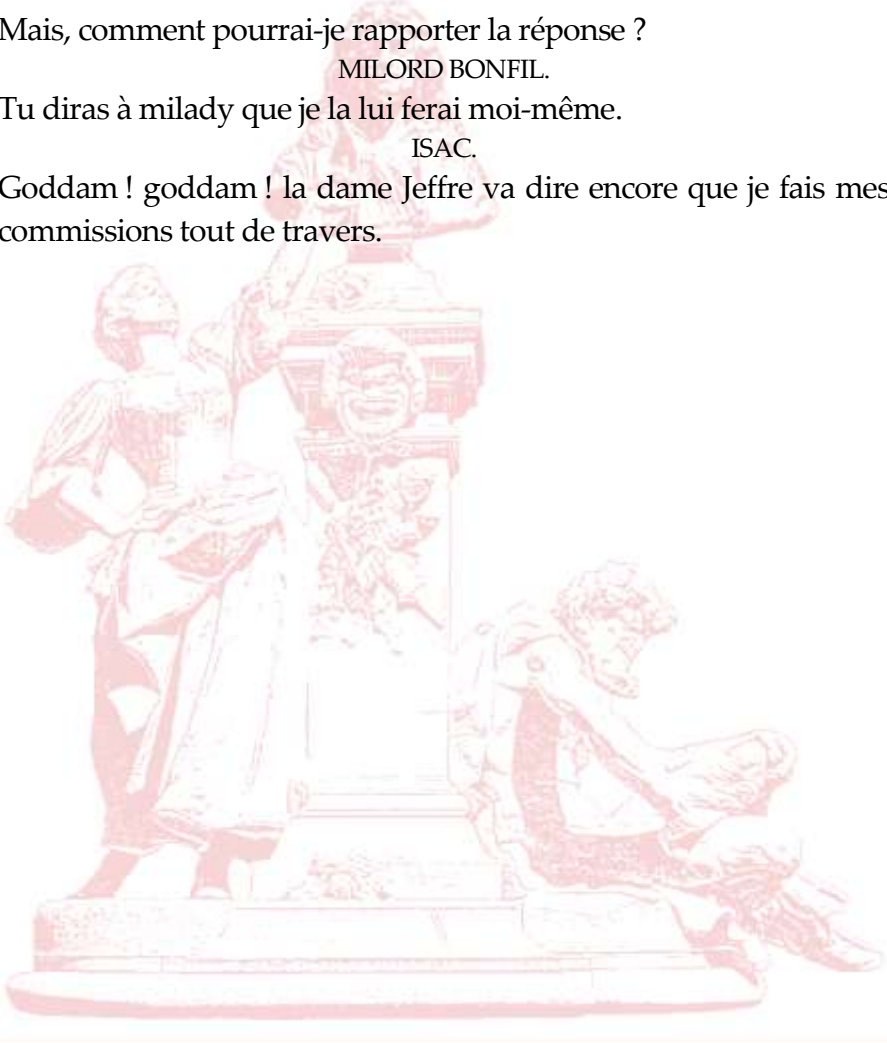 Mais, comment pourrai-je rapporter la réponse ?
MILORD BONFIL.
Tu diras à milady que je la lui ferai moi-même.
ISAC.
Goddam ! goddam ! la dame Jeffre va dire encore que je fais mes
commissions tout de travers.